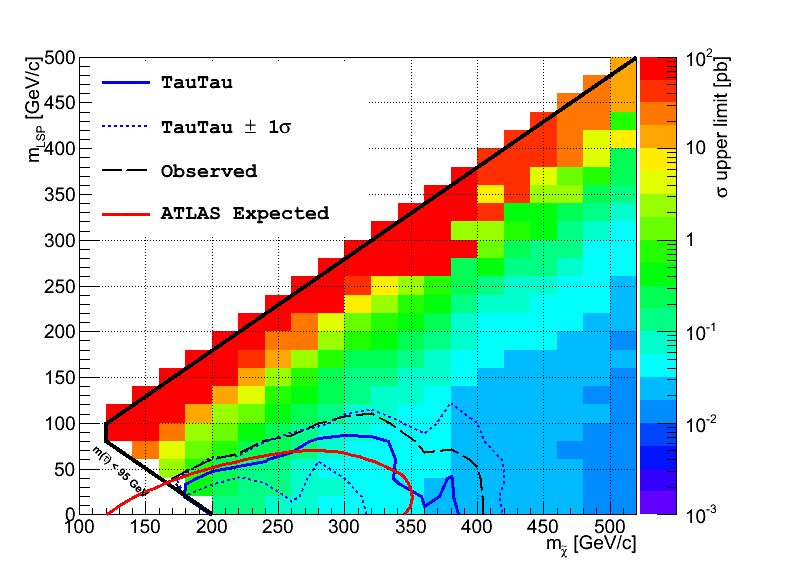 m_LSP [GeV/c]
500
450
400
350
300
250
200
150
100
50
0
TauTau
TauTau ± 1σ
Observed
ATLAS Expected
m(τ̃) < 95 GeV
100 150 200 250 300 350 400 450 500
m_χ̃ [GeV/c]
10²
10
1
10⁻¹
10⁻²
10⁻³
σ upper limit [pb]